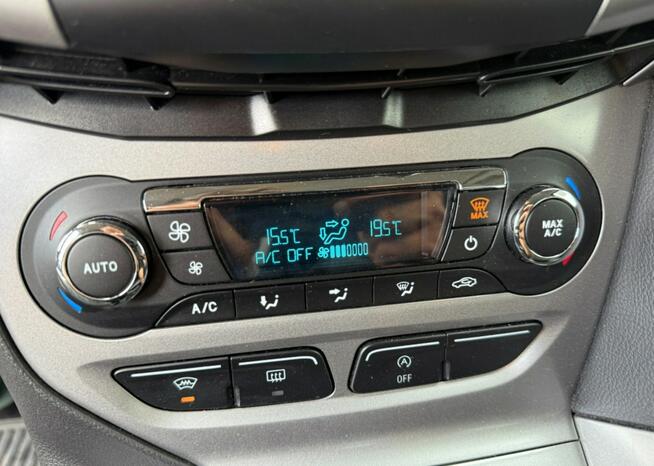 15.5°C 19.5°C
A/C OFF
MAX
AUTO
MAX
A/C
A/C
OFF